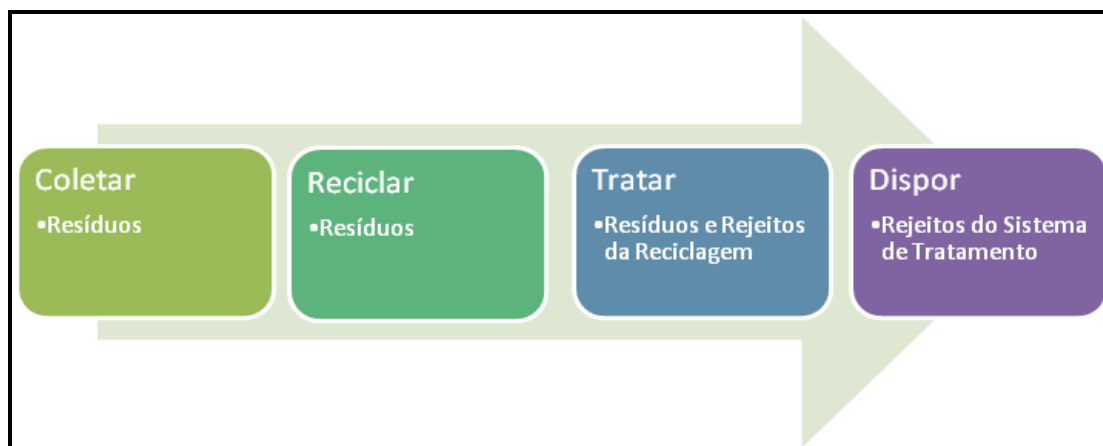 Coletar
•Resíduos
Reciclar
•Resíduos
Tratar
•Resíduos e Rejeitos
da Reciclagem
Dispor
•Rejeitos do Sistema
de Tratamento